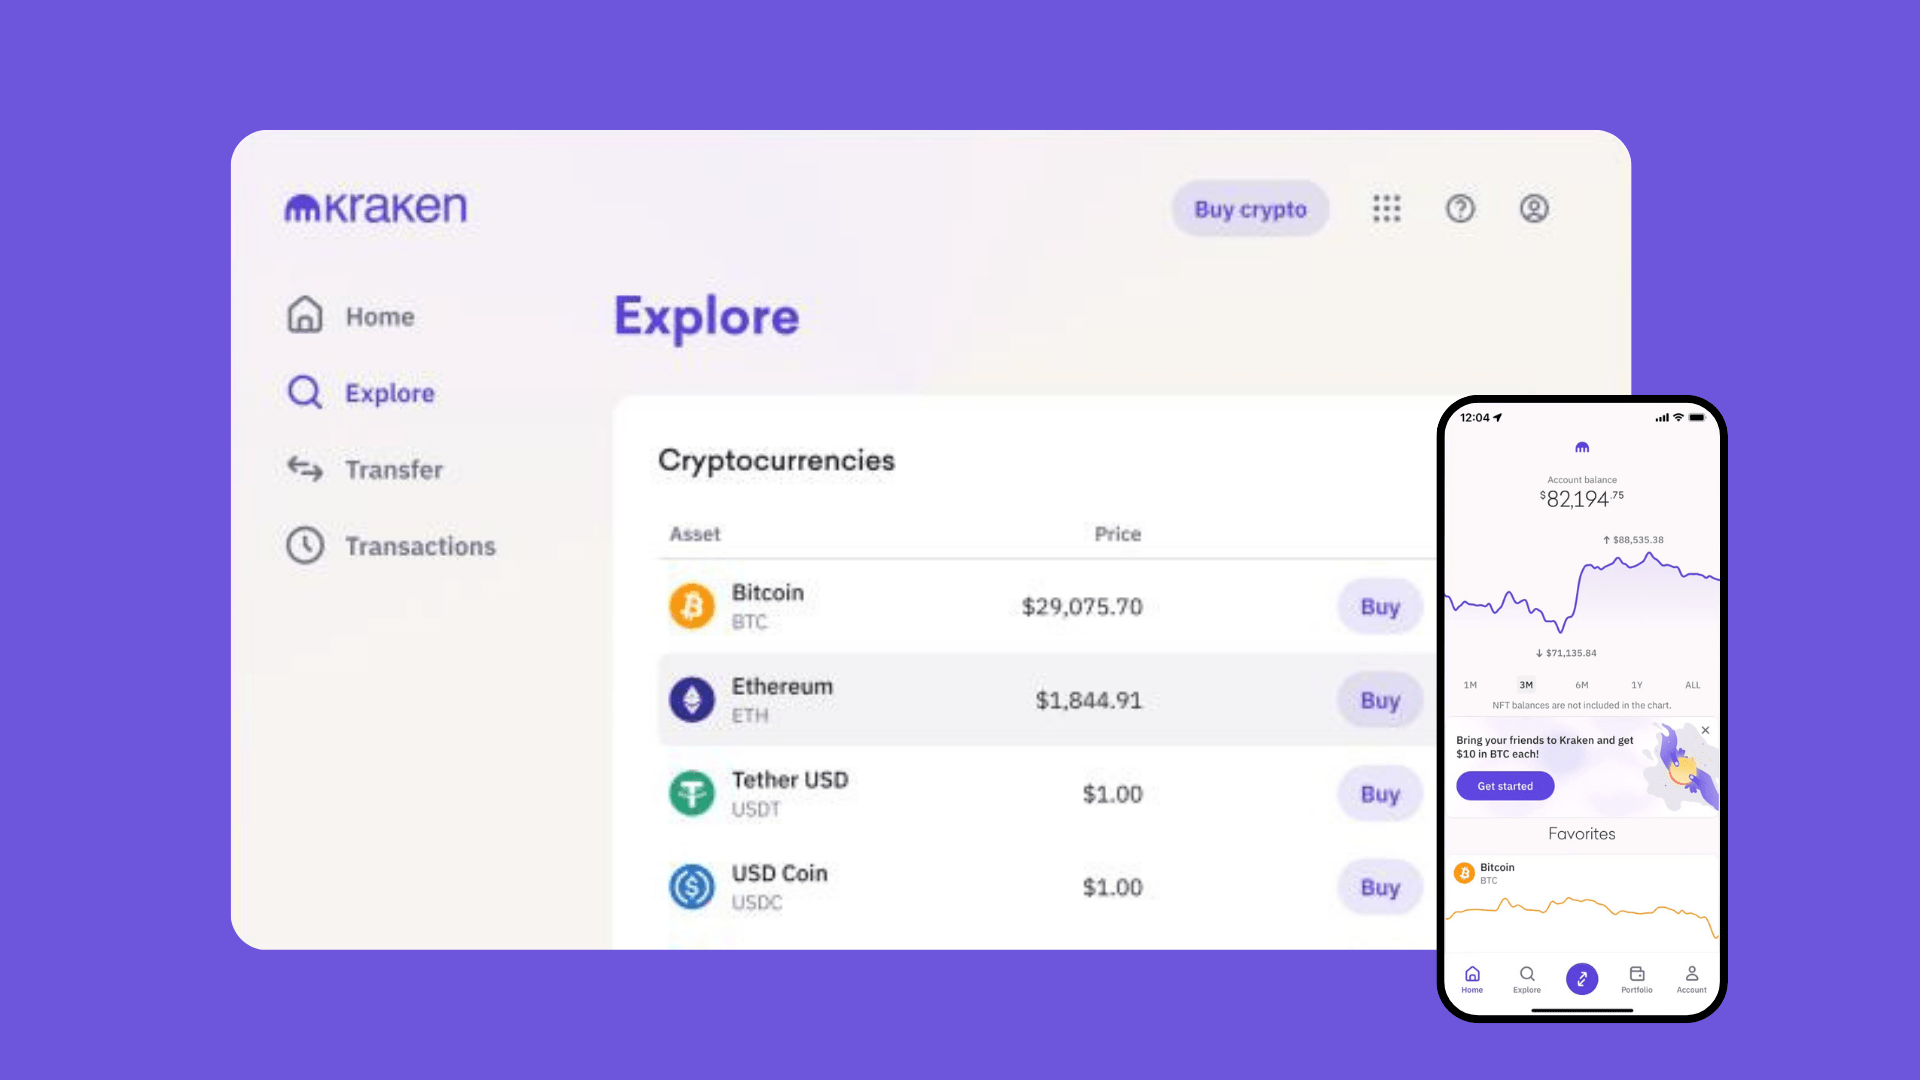 Kraken
Buy crypto
Home
Explore
Transfer
Transactions
Explore
Cryptocurrencies
Asset Price
Bitcoin
BTC
$29,075.70
Buy
Ethereum
ETH
$1,844.91
Buy
Tether USD
USDT
$1.00
Buy
USD Coin
USDC
$1.00
Buy
12:04
Account balance
$82,194.75
↑ $88,535.38
↓ $71,135.84
1M 3M 6M 1Y ALL
NFT balances are not included in the chart.
Bring your friends to Kraken and get
$10 in BTC each!
Get started
Favorites
Bitcoin
BTC
Home Explore Portfolio Account